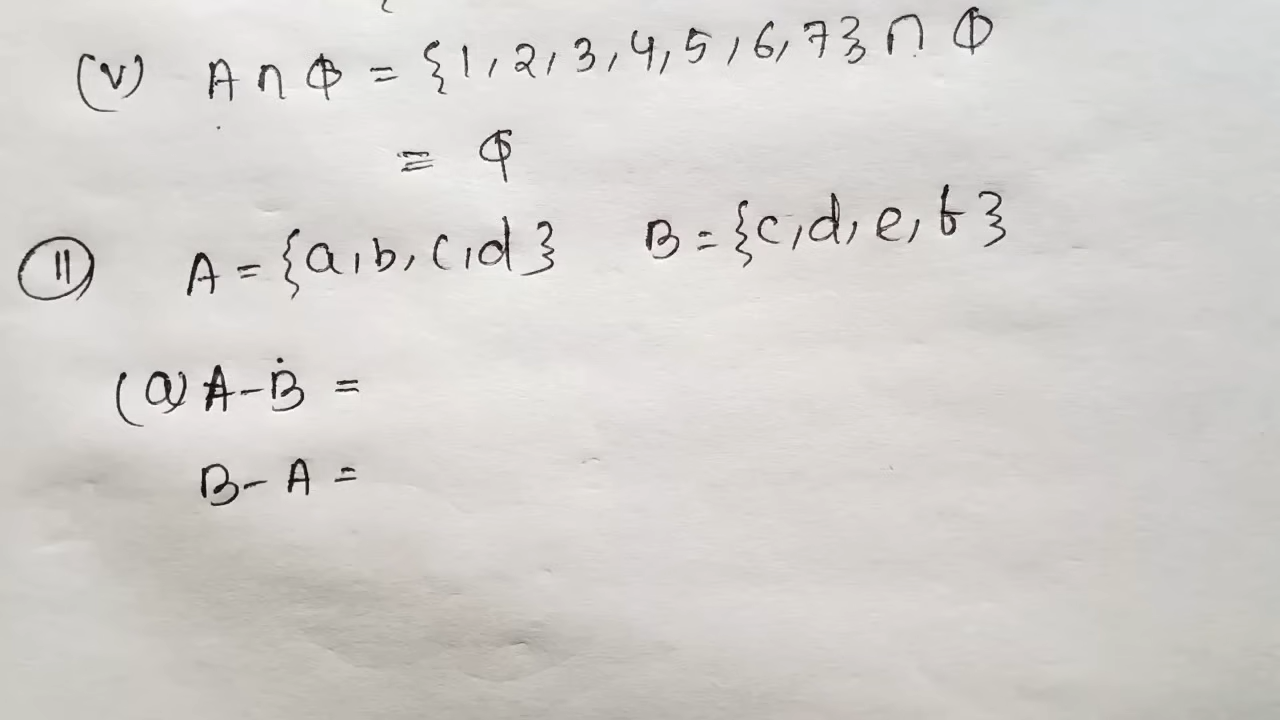 (v) A ∩ Φ = {1, 2, 3, 4, 5, 6, 7} ∩ Φ
= Φ
11 A = {a, b, c, d} B = {c, d, e, f}
(a) A - B =
B - A =